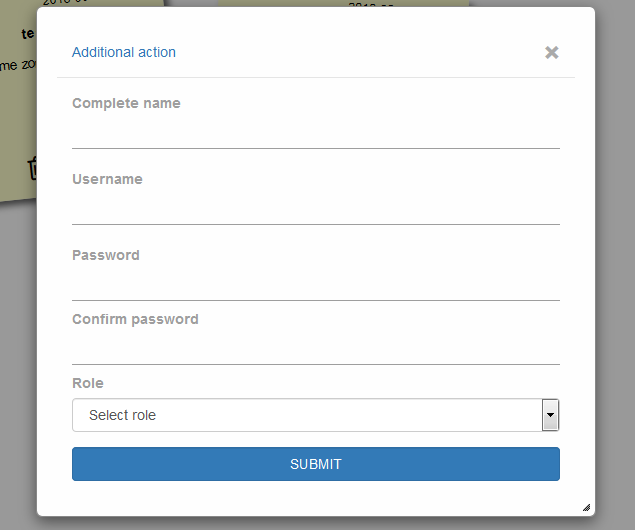 te
me zo
Additional action
Complete name
Username
Password
Confirm password
Role
Select role
SUBMIT